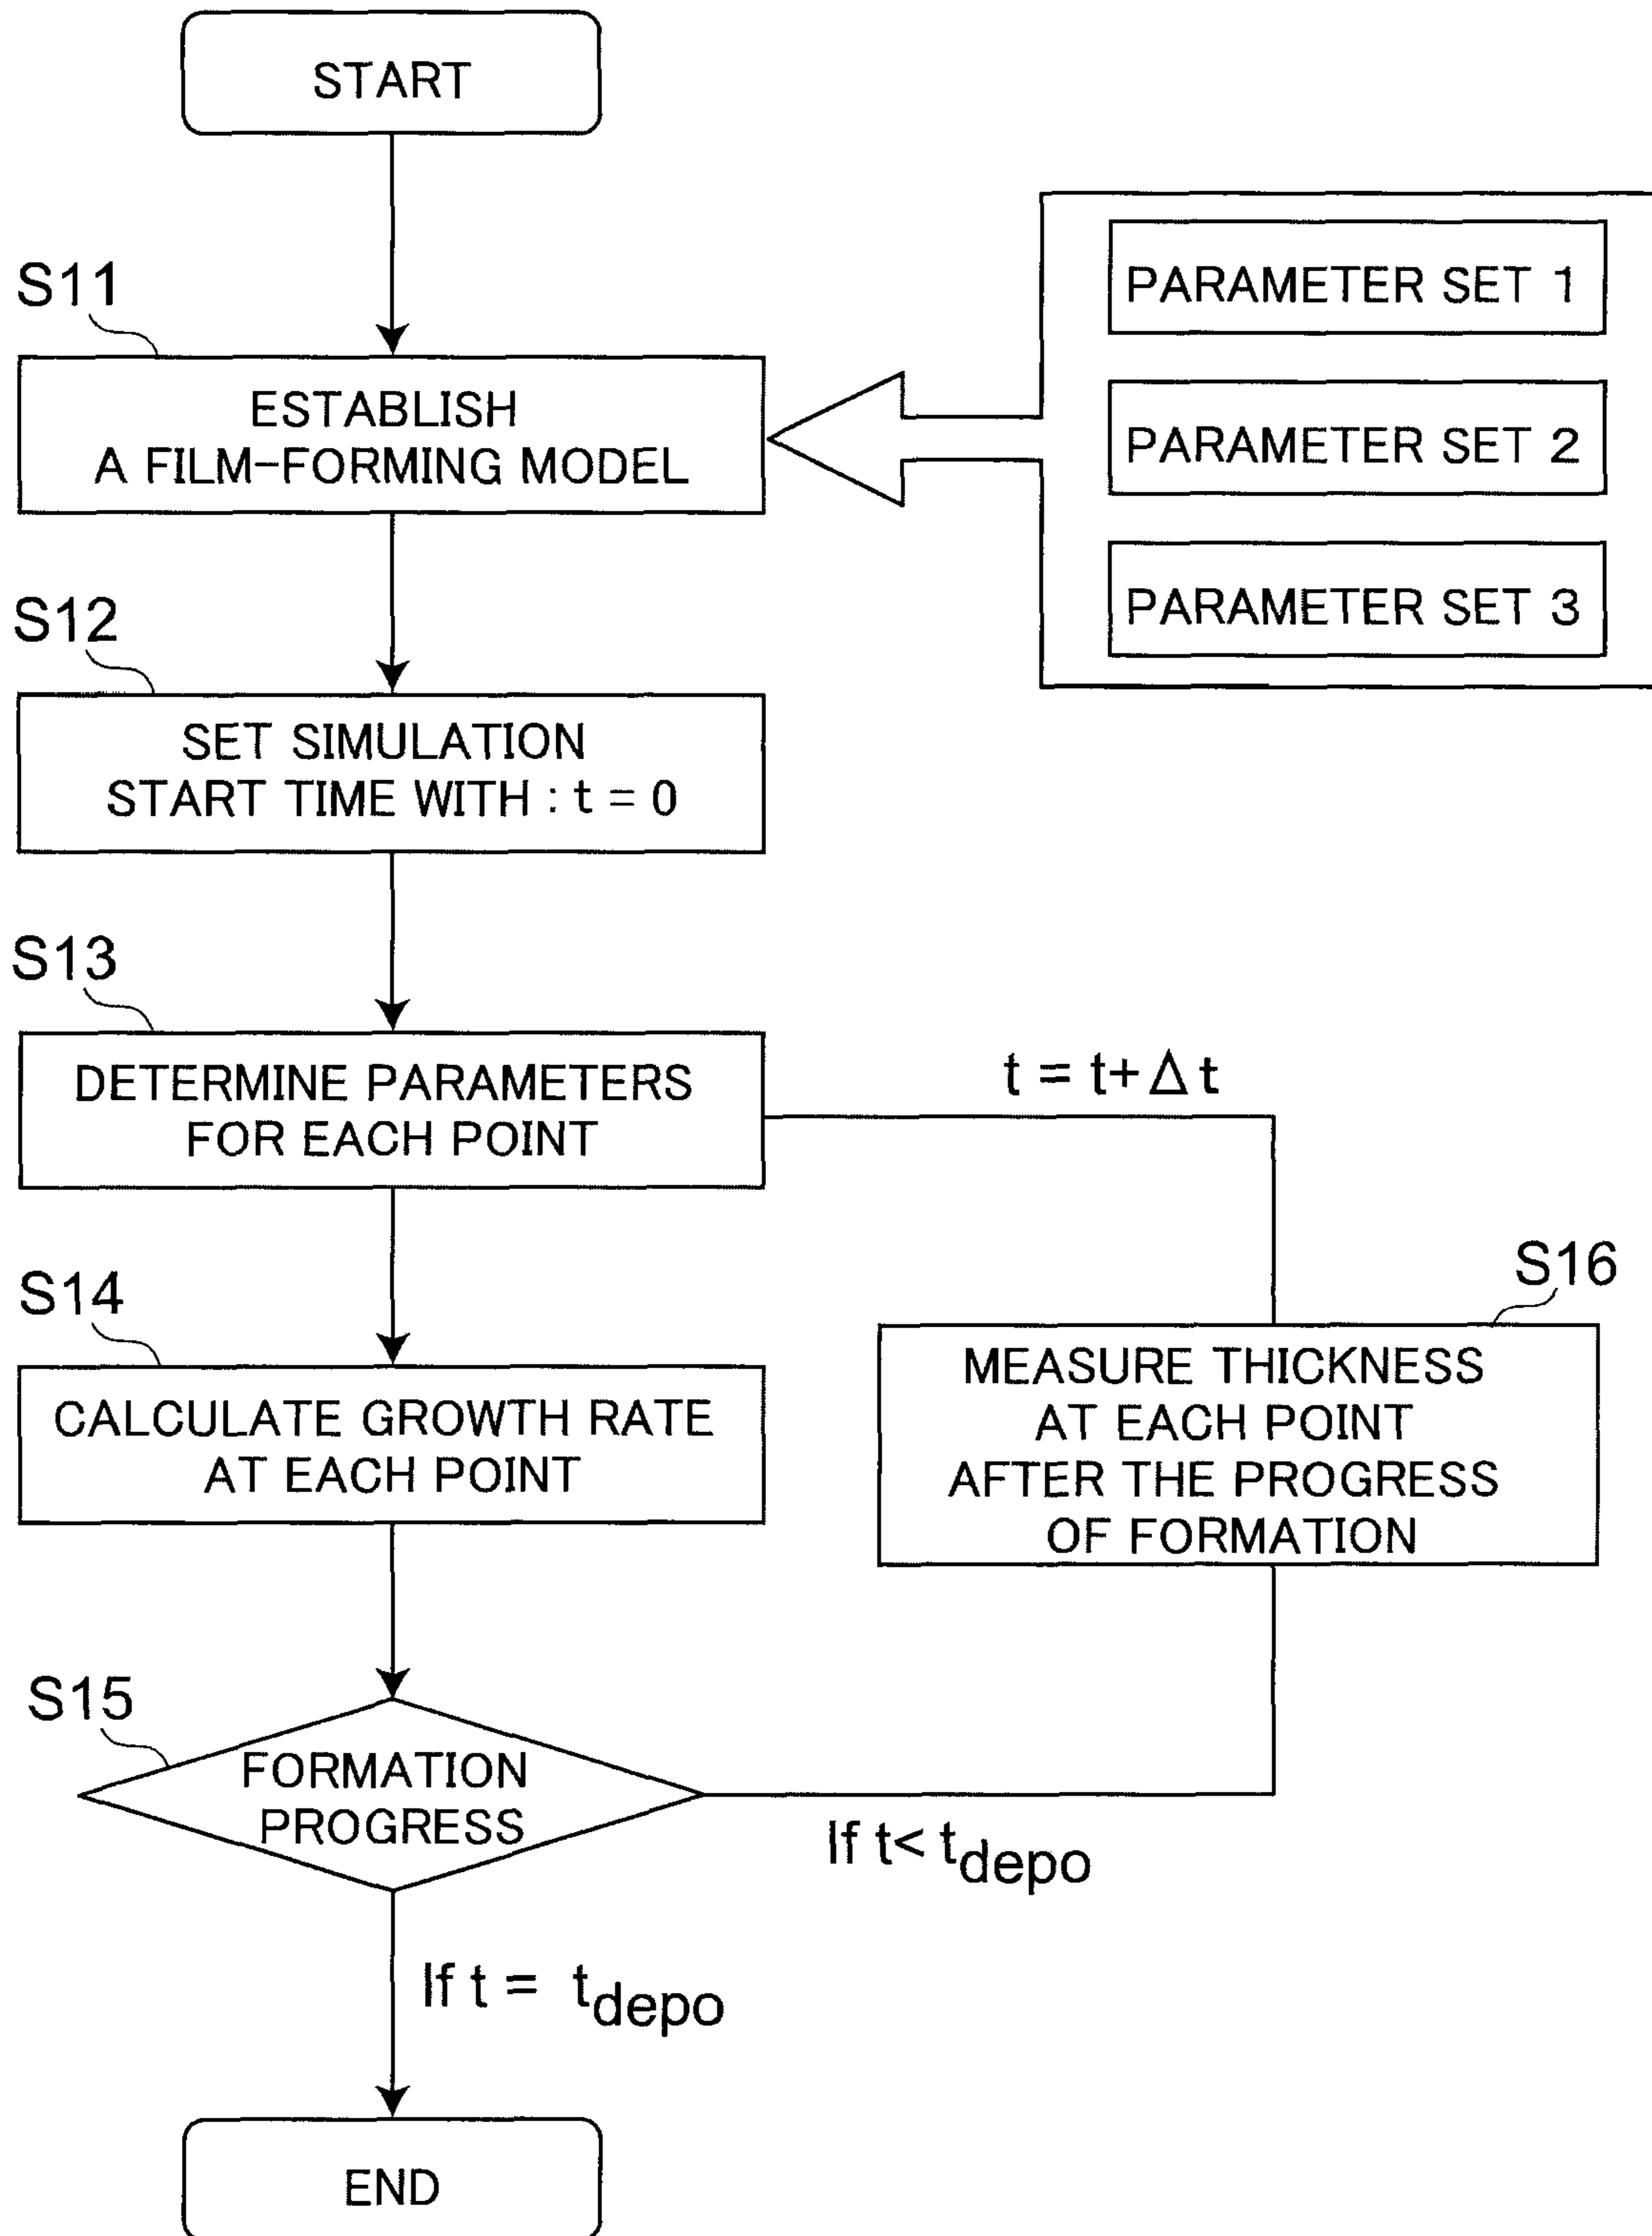 START
S11
ESTABLISH
A FILM-FORMING MODEL
PARAMETER SET 1
PARAMETER SET 2
PARAMETER SET 3
S12
SET SIMULATION
START TIME WITH : t = 0
S13
DETERMINE PARAMETERS
FOR EACH POINT
t = t+Δt
S14
CALCULATE GROWTH RATE
AT EACH POINT
S16
MEASURE THICKNESS
AT EACH POINT
AFTER THE PROGRESS
OF FORMATION
S15
FORMATION
PROGRESS
If t< tdepo
If t = tdepo
END